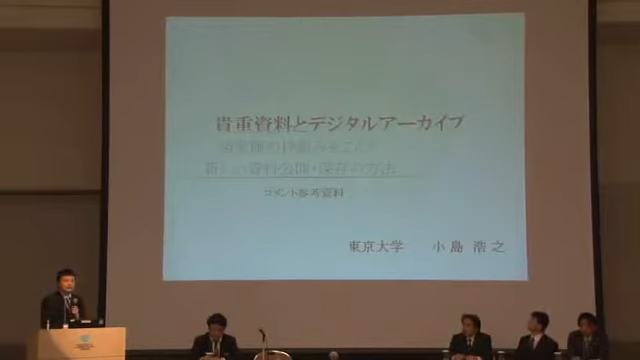 貴重資料とデジタルアーカイブ
新しい資料公開・保存の方法
コメント参考資料
東京大学 小島 浩之